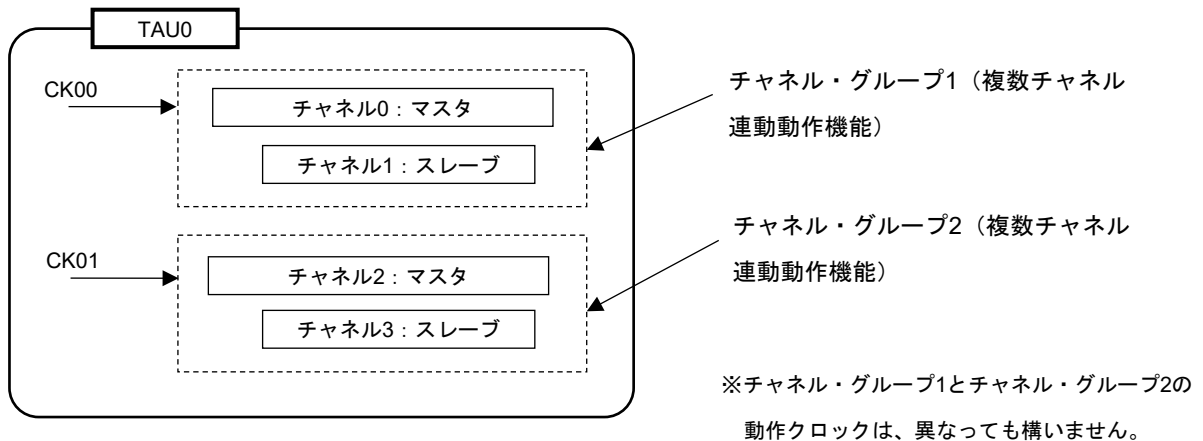 TAU0
CK00
チャネル0：マスタ
チャネル1：スレーブ
チャネル・グループ1（複数チャネル
連動動作機能）
CK01
チャネル2：マスタ
チャネル3：スレーブ
チャネル・グループ2（複数チャネル
連動動作機能）
※チャネル・グループ1とチャネル・グループ2の
動作クロックは、異なっても構いません。